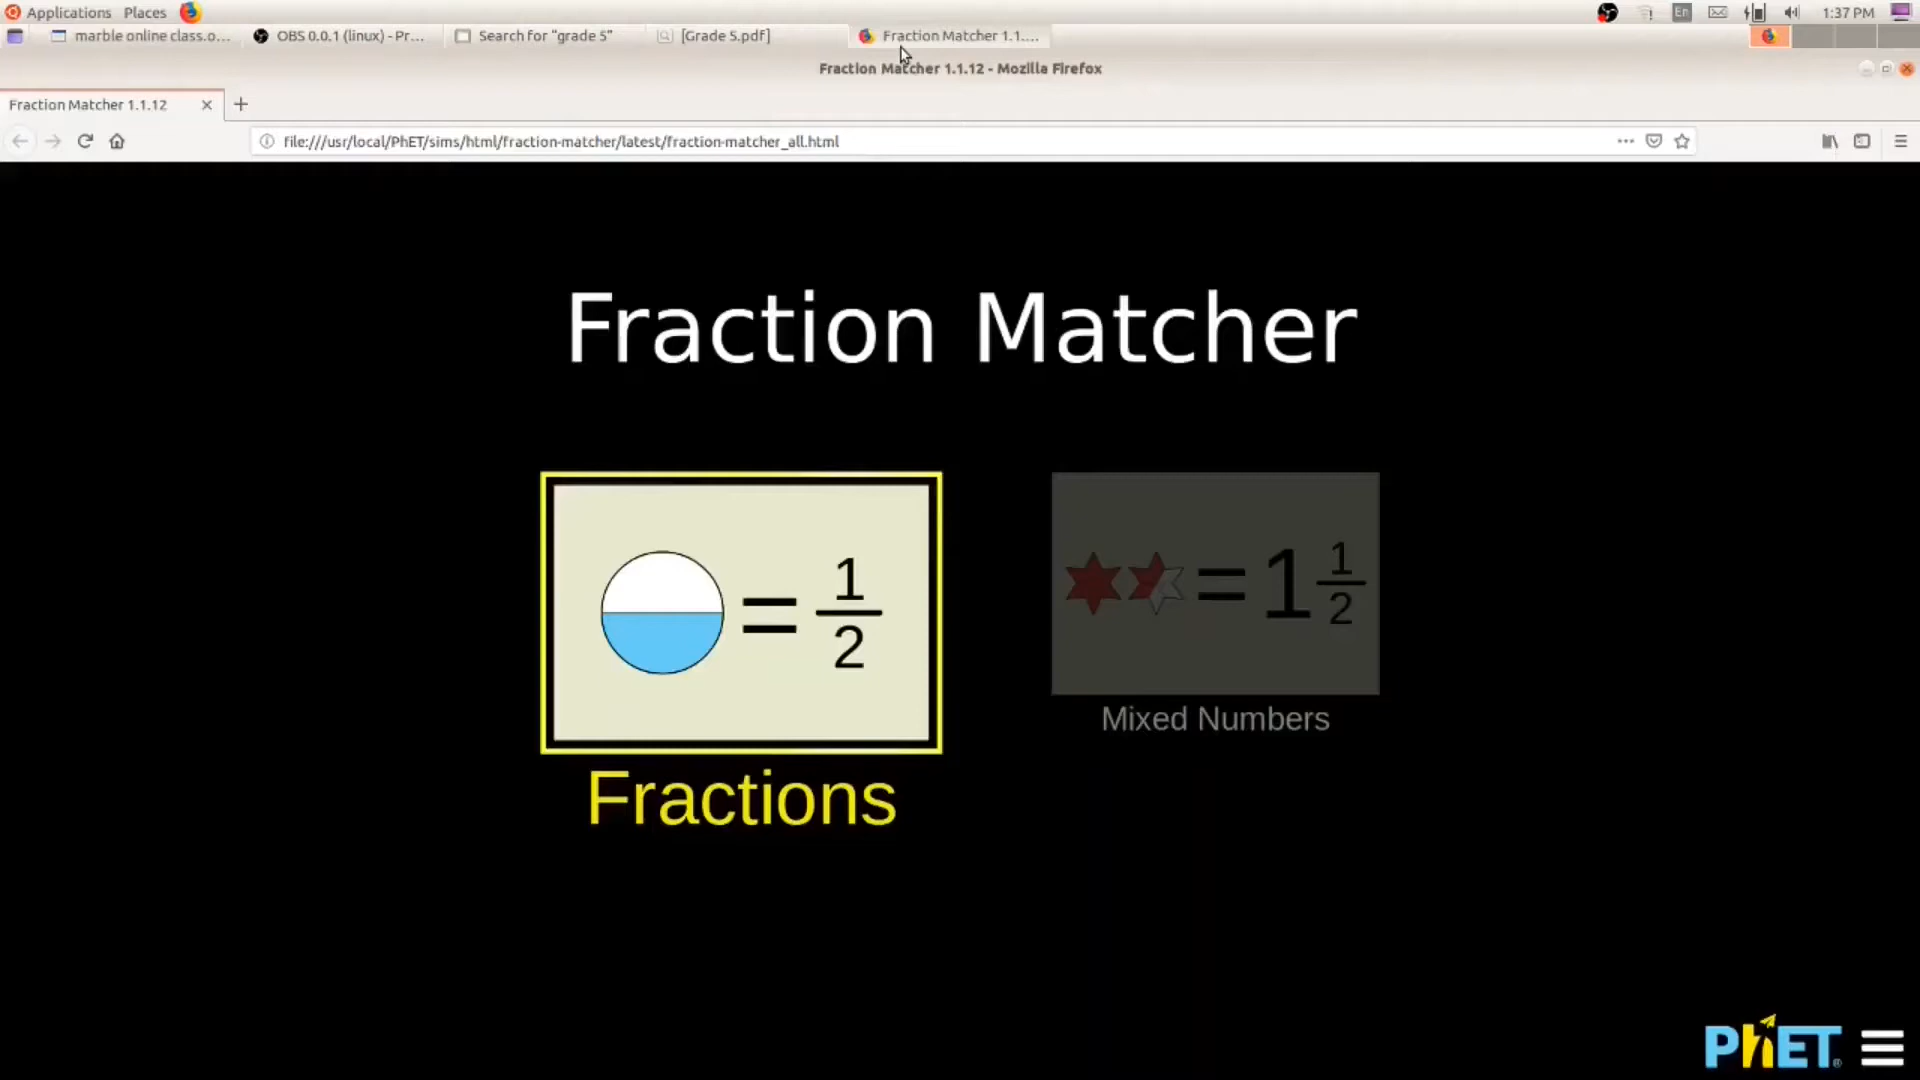 Applications Places En 1:37 PM
marble online class.o... OBS 0.0.1 (linux) - Pr... Search for "grade 5" [Grade 5.pdf] Fraction Matcher 1.1....
Fraction Matcher 1.1.12 - Mozilla Firefox
Fraction Matcher 1.1.12
file:///usr/local/PhET/sims/html/fraction-matcher/latest/fraction-matcher_all.html
Fraction Matcher
= 1/2
= 1 1/2
Mixed Numbers
Fractions
PhET